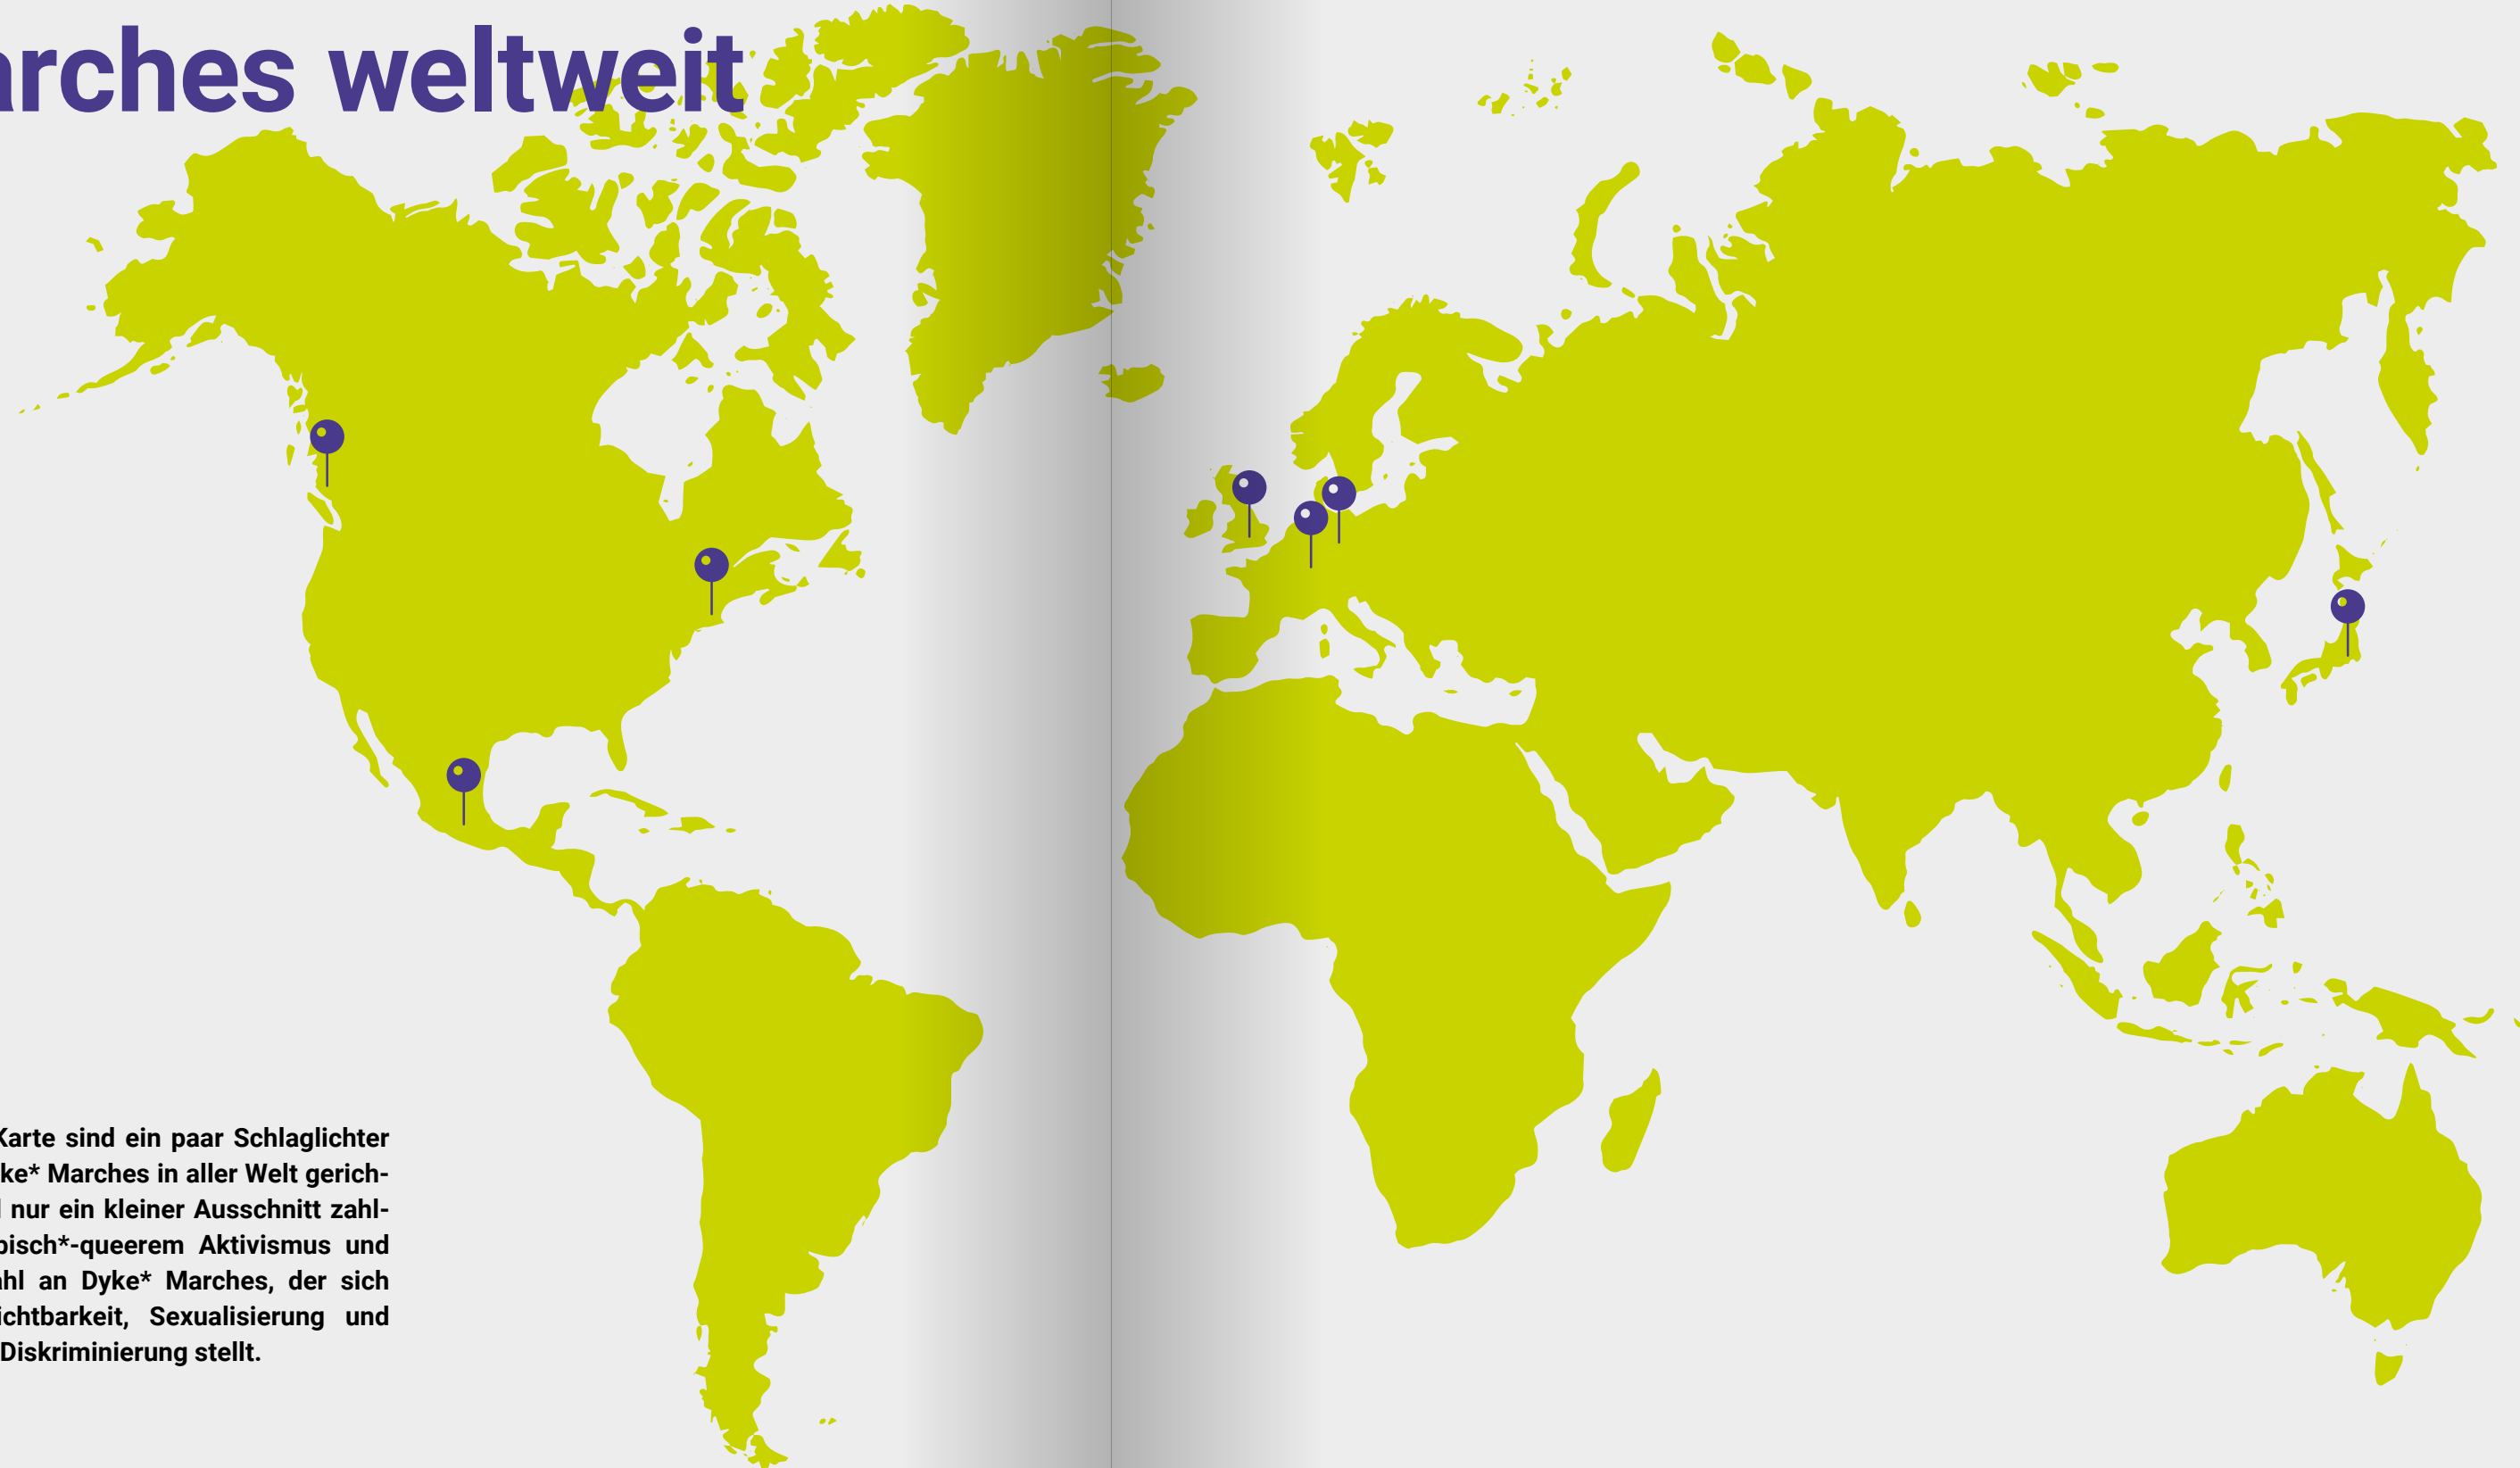 arches weltweit
Karte sind ein paar Schlaglichter
ke* Marches in aller Welt gerich-
nur ein kleiner Ausschnitt zahl-
bisch*-queerem Aktivismus und
ahl an Dyke* Marches, der sich
ichtbarkeit, Sexualisierung und
Diskriminierung stellt.